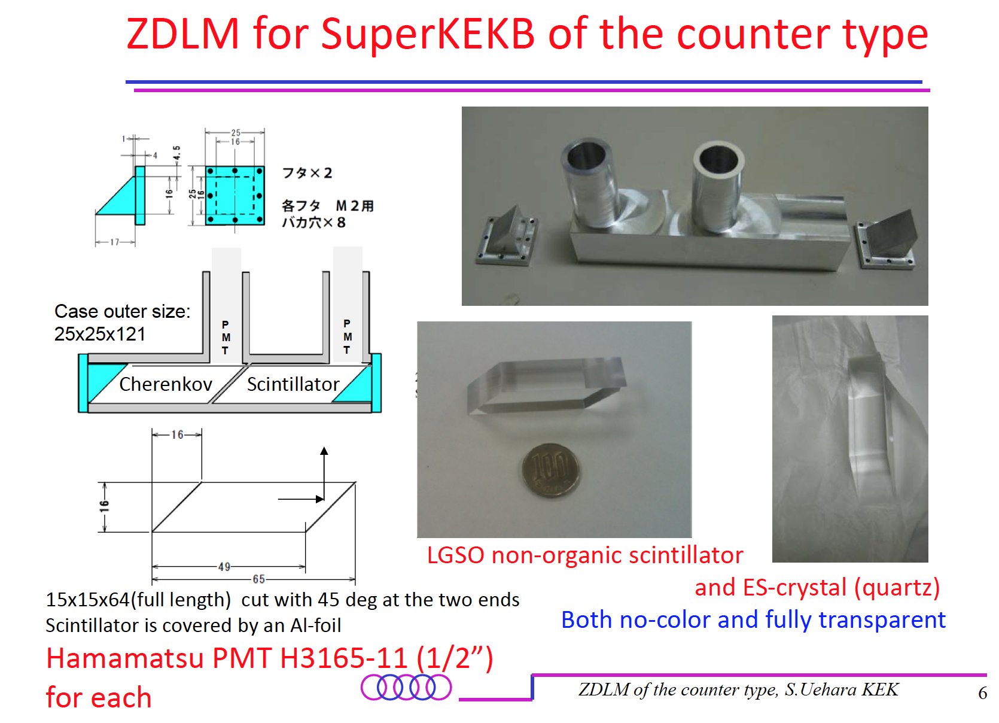 ZDLM for SuperKEKB of the counter type
1
4
4.5
16
17
25
16
25
16
フタ×2
各フタ　M2用
バカ穴×8
Case outer size:
25x25x121
PMT
PMT
Cherenkov
Scintillator
16
16
49
65
100
LGSO non-organic scintillator
and ES-crystal (quartz)
Both no-color and fully transparent
15x15x64(full length)  cut with 45 deg at the two ends
Scintillator is covered by an Al-foil
Hamamatsu PMT H3165-11 (1/2”)
for each
ZDLM of the counter type, S.Uehara KEK
6